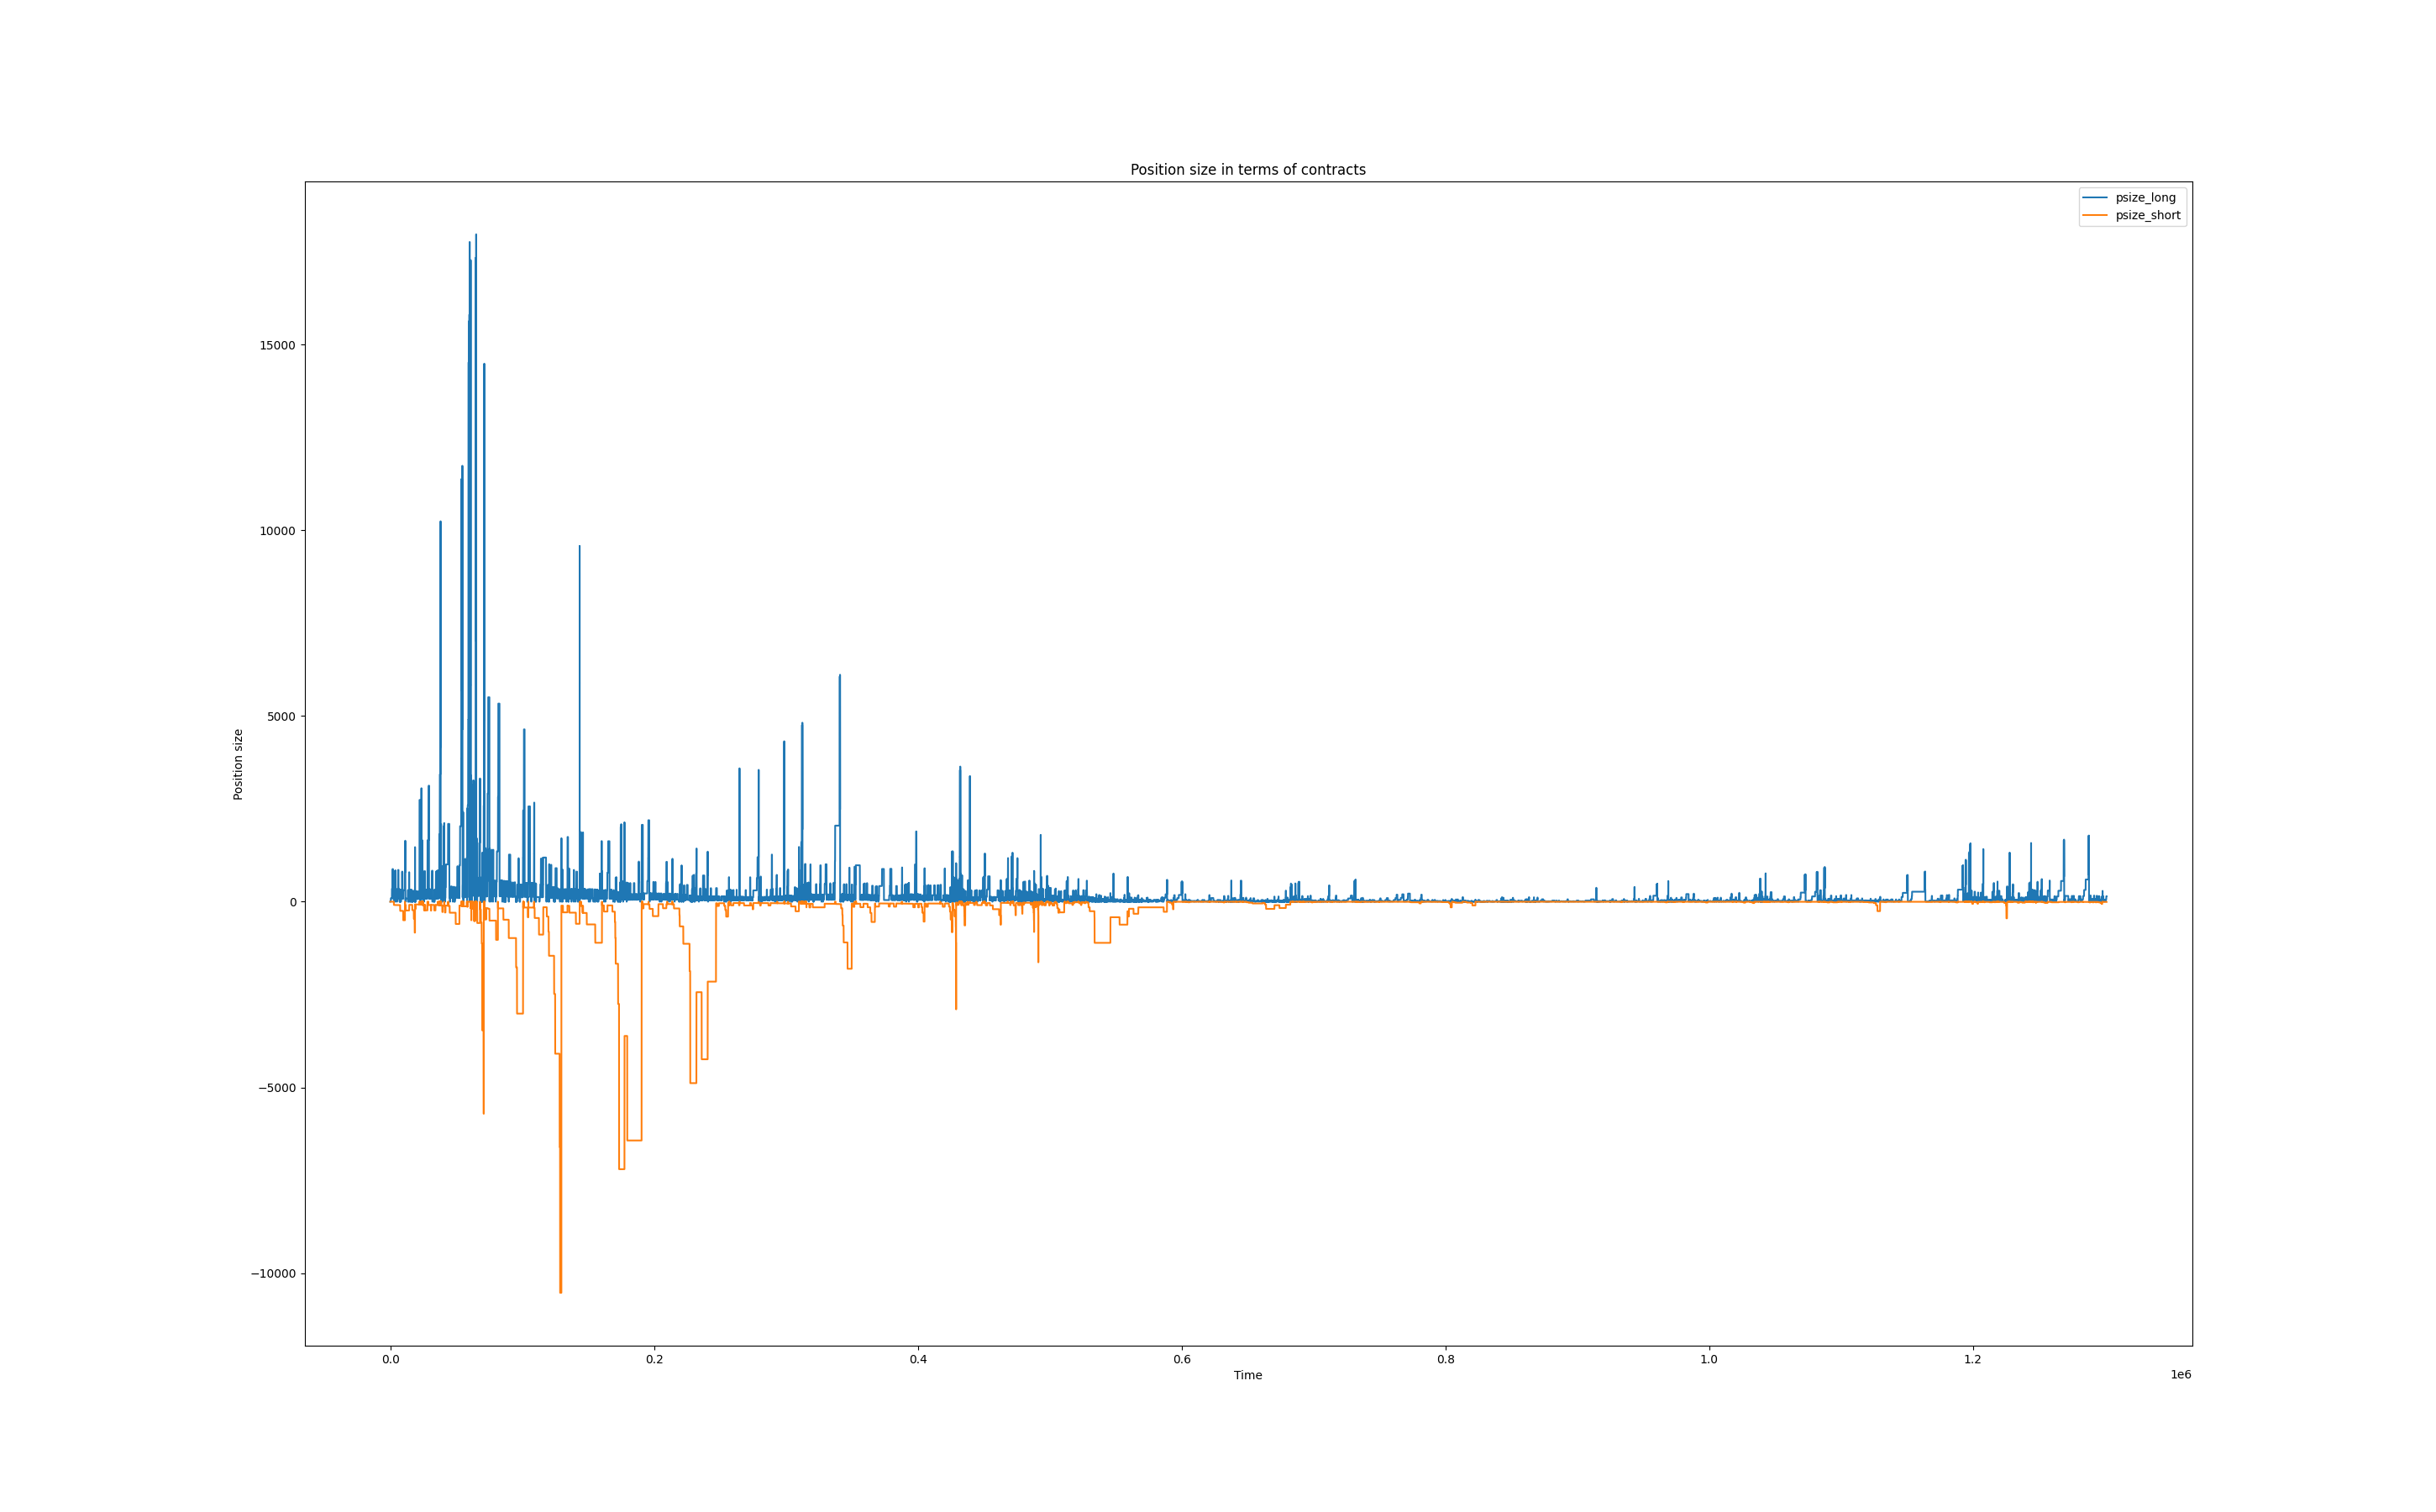 Position size in terms of contracts
psize_long
psize_short
Position size
15000
10000
5000
0
−5000
−10000
0.0
0.2
0.4
0.6
0.8
1.0
1.2
1e6
Time